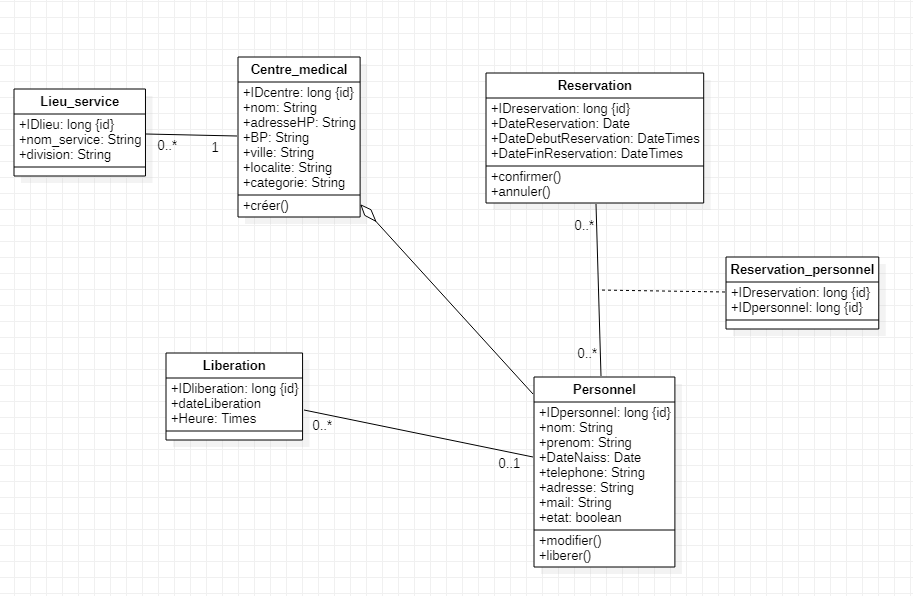 Lieu_service
+IDlieu: long {id}
+nom_service: String
+division: String
0..*
1
Centre_medical
+IDcentre: long {id}
+nom: String
+adresseHP: String
+BP: String
+ville: String
+localite: String
+categorie: String
+créer()
Reservation
+IDreservation: long {id}
+DateReservation: Date
+DateDebutReservation: DateTimes
+DateFinReservation: DateTimes
+confirmer()
+annuler()
0..*
0..*
Reservation_personnel
+IDreservation: long {id}
+IDpersonnel: long {id}
Liberation
+IDliberation: long {id}
+dateLiberation
+Heure: Times
0..*
0..1
Personnel
+IDpersonnel: long {id}
+nom: String
+prenom: String
+DateNaiss: Date
+telephone: String
+adresse: String
+mail: String
+etat: boolean
+modifier()
+liberer()